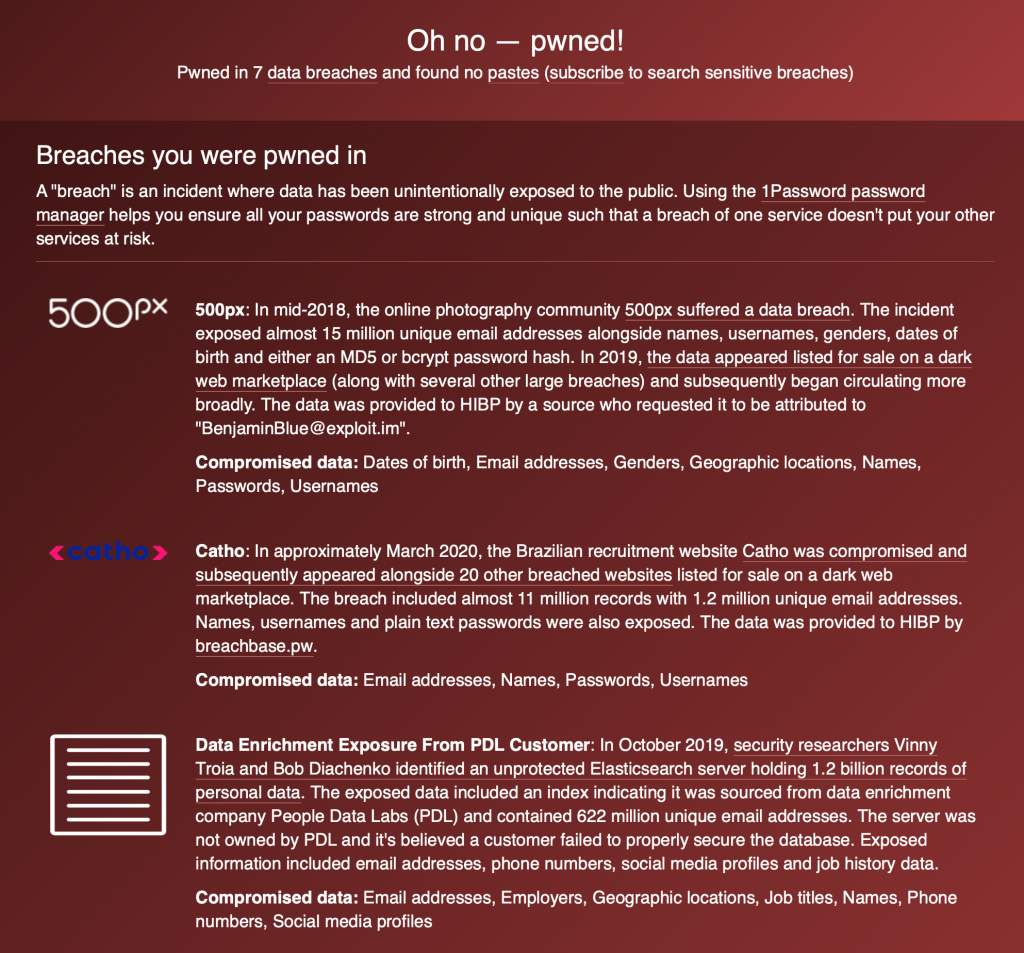 Oh no — pwned!
Pwned in 7 data breaches and found no pastes (subscribe to search sensitive breaches)
Breaches you were pwned in
A "breach" is an incident where data has been unintentionally exposed to the public. Using the 1Password password
manager helps you ensure all your passwords are strong and unique such that a breach of one service doesn't put your other
services at risk.
500px
500px: In mid-2018, the online photography community 500px suffered a data breach. The incident
exposed almost 15 million unique email addresses alongside names, usernames, genders, dates of
birth and either an MD5 or bcrypt password hash. In 2019, the data appeared listed for sale on a dark
web marketplace (along with several other large breaches) and subsequently began circulating more
broadly. The data was provided to HIBP by a source who requested it to be attributed to
"BenjaminBlue@exploit.im".
Compromised data: Dates of birth, Email addresses, Genders, Geographic locations, Names,
Passwords, Usernames
catho
Catho: In approximately March 2020, the Brazilian recruitment website Catho was compromised and
subsequently appeared alongside 20 other breached websites listed for sale on a dark web
marketplace. The breach included almost 11 million records with 1.2 million unique email addresses.
Names, usernames and plain text passwords were also exposed. The data was provided to HIBP by
breachbase.pw.
Compromised data: Email addresses, Names, Passwords, Usernames
Data Enrichment Exposure From PDL Customer: In October 2019, security researchers Vinny
Troia and Bob Diachenko identified an unprotected Elasticsearch server holding 1.2 billion records of
personal data. The exposed data included an index indicating it was sourced from data enrichment
company People Data Labs (PDL) and contained 622 million unique email addresses. The server was
not owned by PDL and it's believed a customer failed to properly secure the database. Exposed
information included email addresses, phone numbers, social media profiles and job history data.
Compromised data: Email addresses, Employers, Geographic locations, Job titles, Names, Phone
numbers, Social media profiles